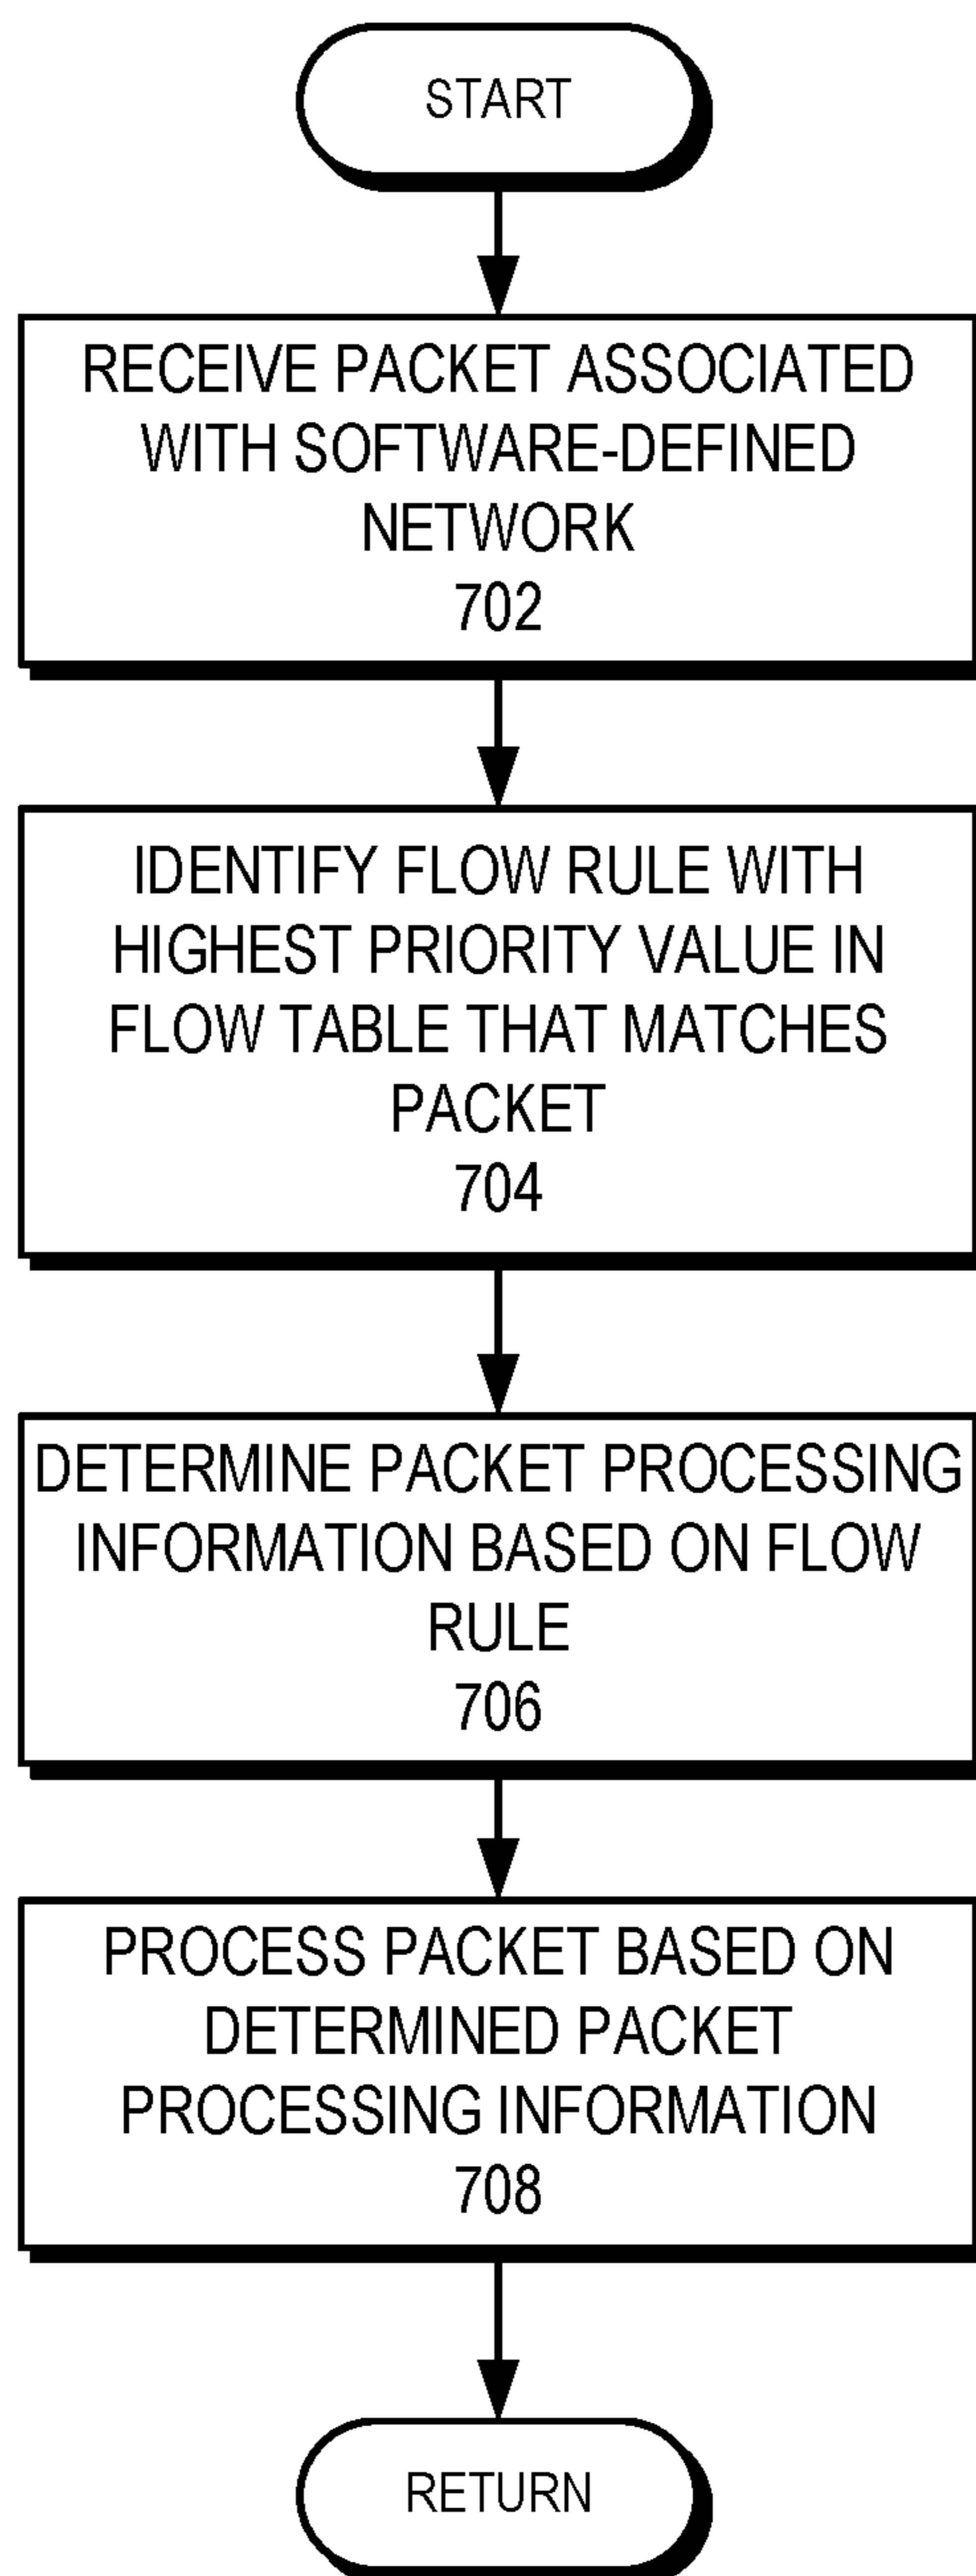 START
RECEIVE PACKET ASSOCIATED
WITH SOFTWARE-DEFINED
NETWORK
702
IDENTIFY FLOW RULE WITH
HIGHEST PRIORITY VALUE IN
FLOW TABLE THAT MATCHES
PACKET
704
DETERMINE PACKET PROCESSING
INFORMATION BASED ON FLOW
RULE
706
PROCESS PACKET BASED ON
DETERMINED PACKET
PROCESSING INFORMATION
708
RETURN